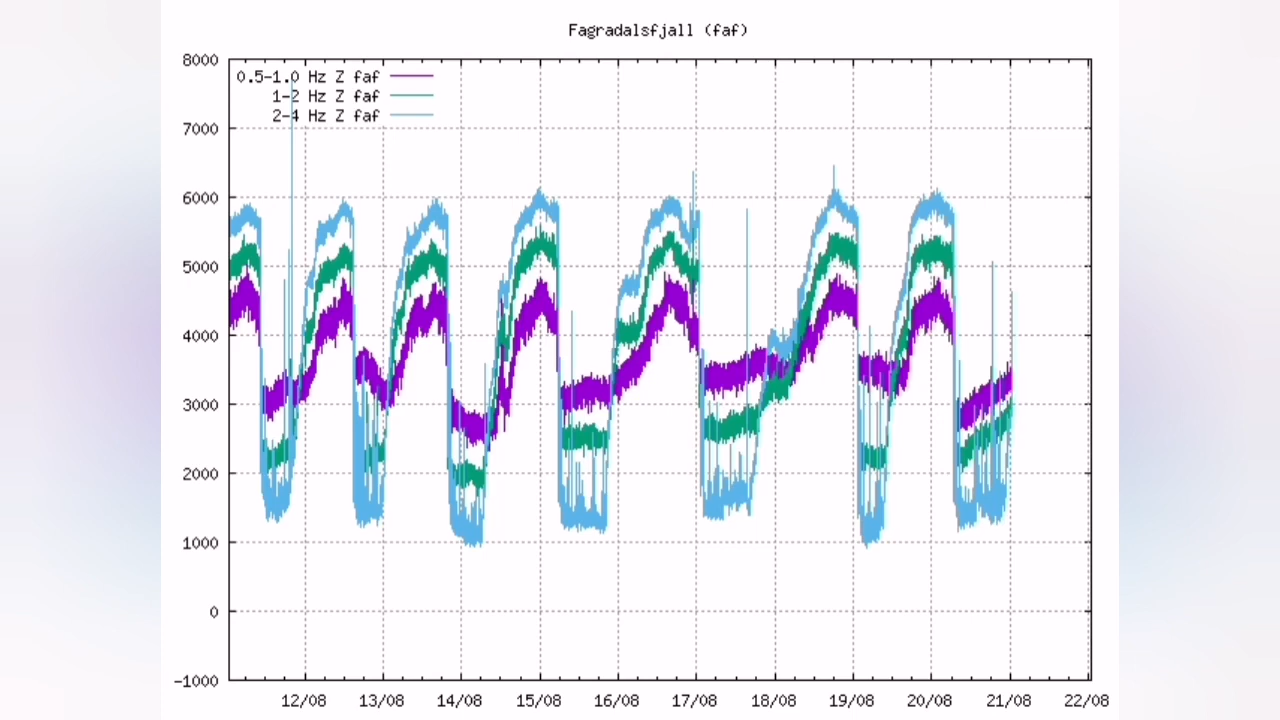 Fagradalsfjall (faf)
8000
0.5-1.0 Hz Z faf
1-2 Hz Z faf
2-4 Hz Z faf
7000
6000
5000
4000
3000
2000
1000
0
-1000
12/08 13/08 14/08 15/08 16/08 17/08 18/08 19/08 20/08 21/08 22/08